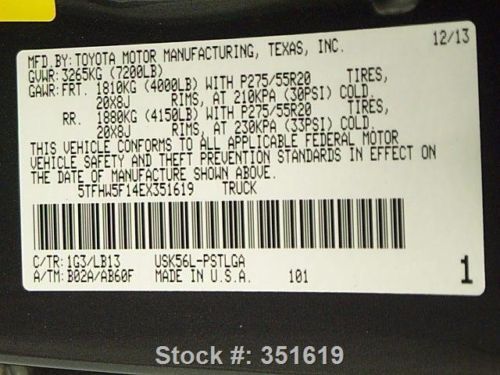 MFD.BY: TOYOTA MOTOR MANUFACTURING, TEXAS, INC. 12/13
GVWR: 3265KG (7200LB)
GAWR: FRT. 1810KG (4000LB) WITH P275/55R20 TIRES,
20X8J RIMS, AT 210KPA (30PSI) COLD.
RR. 1880KG (4150LB) WITH P275/55R20 TIRES,
20X8J RIMS, AT 230KPA (33PSI) COLD.
THIS VEHICLE CONFORMS TO ALL APPLICABLE FEDERAL MOTOR
VEHICLE SAFETY AND THEFT PREVENTION STANDARDS IN EFFECT ON
THE DATE OF MANUFACTURE SHOWN ABOVE.
5TFHW5F14EX351619 TRUCK
C/TR: 1G3/LB13 USK56L-PSTLGA
A/TM: B02A/AB60F MADE IN U.S.A. 101 1
Stock #: 351619